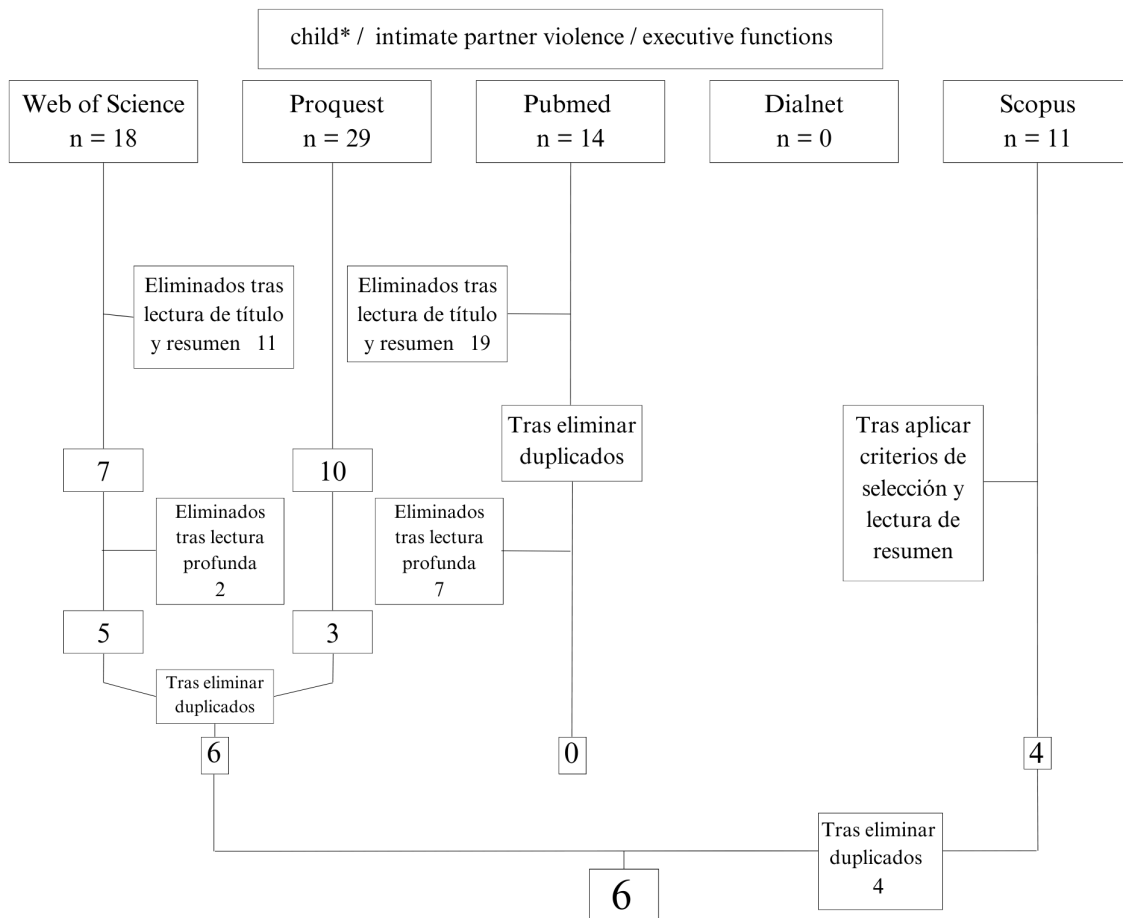 child* / intimate partner violence / executive functions
Web of Science
n = 18
Proquest
n = 29
Pubmed
n = 14
Dialnet
n = 0
Scopus
n = 11
Eliminados tras
lectura de título
y resumen 11
Eliminados tras
lectura de título
y resumen 19
Tras eliminar
duplicados
Tras aplicar
criterios de
selección y
lectura de
resumen
7
10
Eliminados
tras lectura
profunda
2
Eliminados
tras lectura
profunda
7
5
3
Tras eliminar
duplicados
6
0
4
Tras eliminar
duplicados
4
6